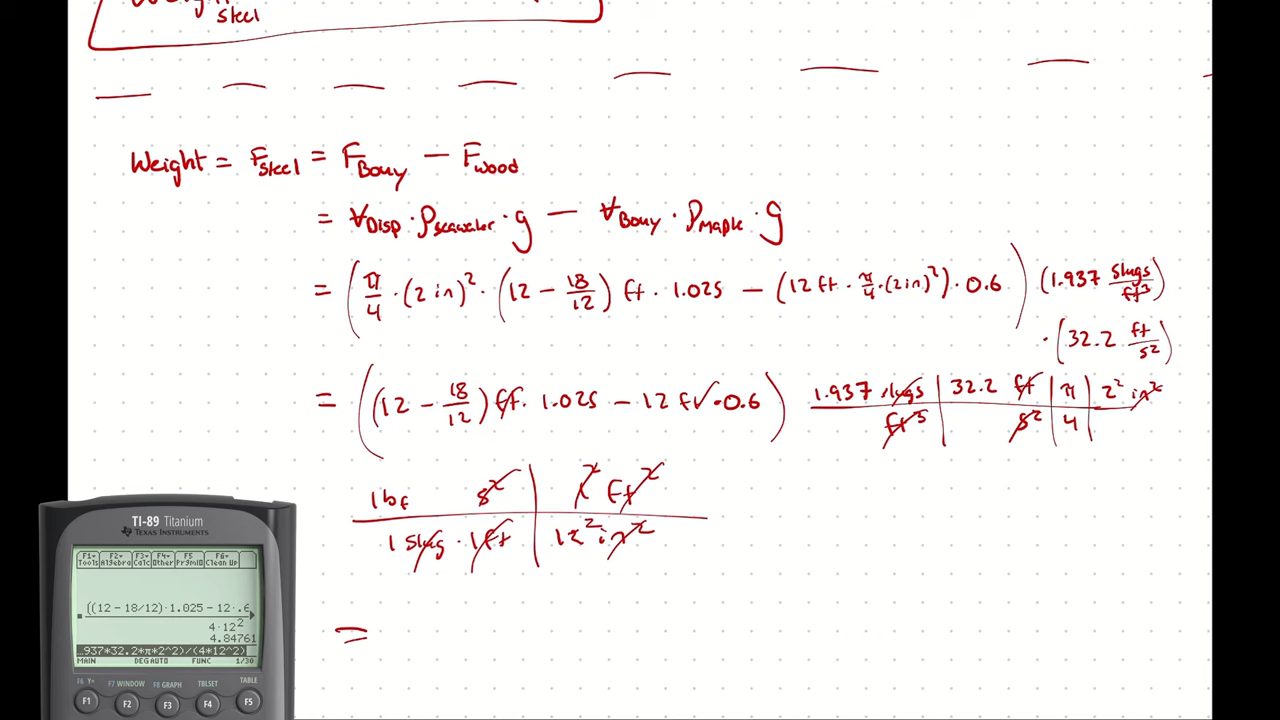 Steel
Weight = F_Steel = F_Bouy − F_wood
= V_Disp · ρ_seawater · g − V_Bouy · ρ_Maple · g
= (π/4 · (2 in)² · (12 − 18/12) ft · 1.025 − (12 ft · π/4 · (2 in)²) · 0.6) (1.937 slugs/ft³)
· (32.2 ft/s²)
= ((12 − 18/12) ft · 1.025 − 12 ft · 0.6) 1.937 slugs | 32.2 ft | π | 2² in²
ft³ | s² | 4
lbf s² | 1² ft²
1 slug · 1 ft | 12² in²
=
TI-89 Titanium
TEXAS INSTRUMENTS
F1 F2 F3 F4 F5 F6
Tools Algebra Calc Other PrgmIO Clean Up
((12 − 18/12)·1.025 − 12·.6
4·12²
4.84761
…937*32.2*π*2^2)/(4*12^2)
MAIN DEG AUTO FUNC 1/30
F6 Y= F7 WINDOW F8 GRAPH TBLSET TABLE
F1 F2 F3 F4 F5